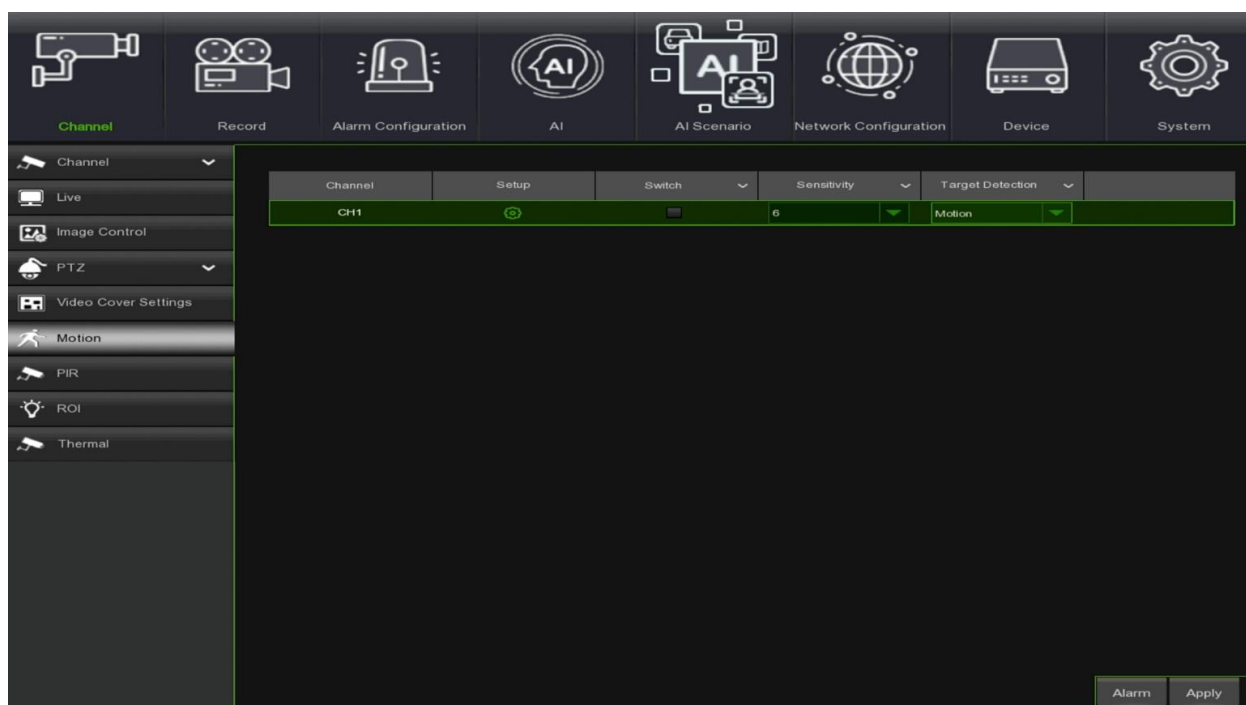 AI
AI
Channel Record Alarm Configuration AI AI Scenario Network Configuration Device System
Channel
Live
Image Control
PTZ
Video Cover Settings
Motion
PIR
ROI
Thermal
Channel Setup Switch Sensitivity Target Detection
CH1 6 Motion
Alarm Apply